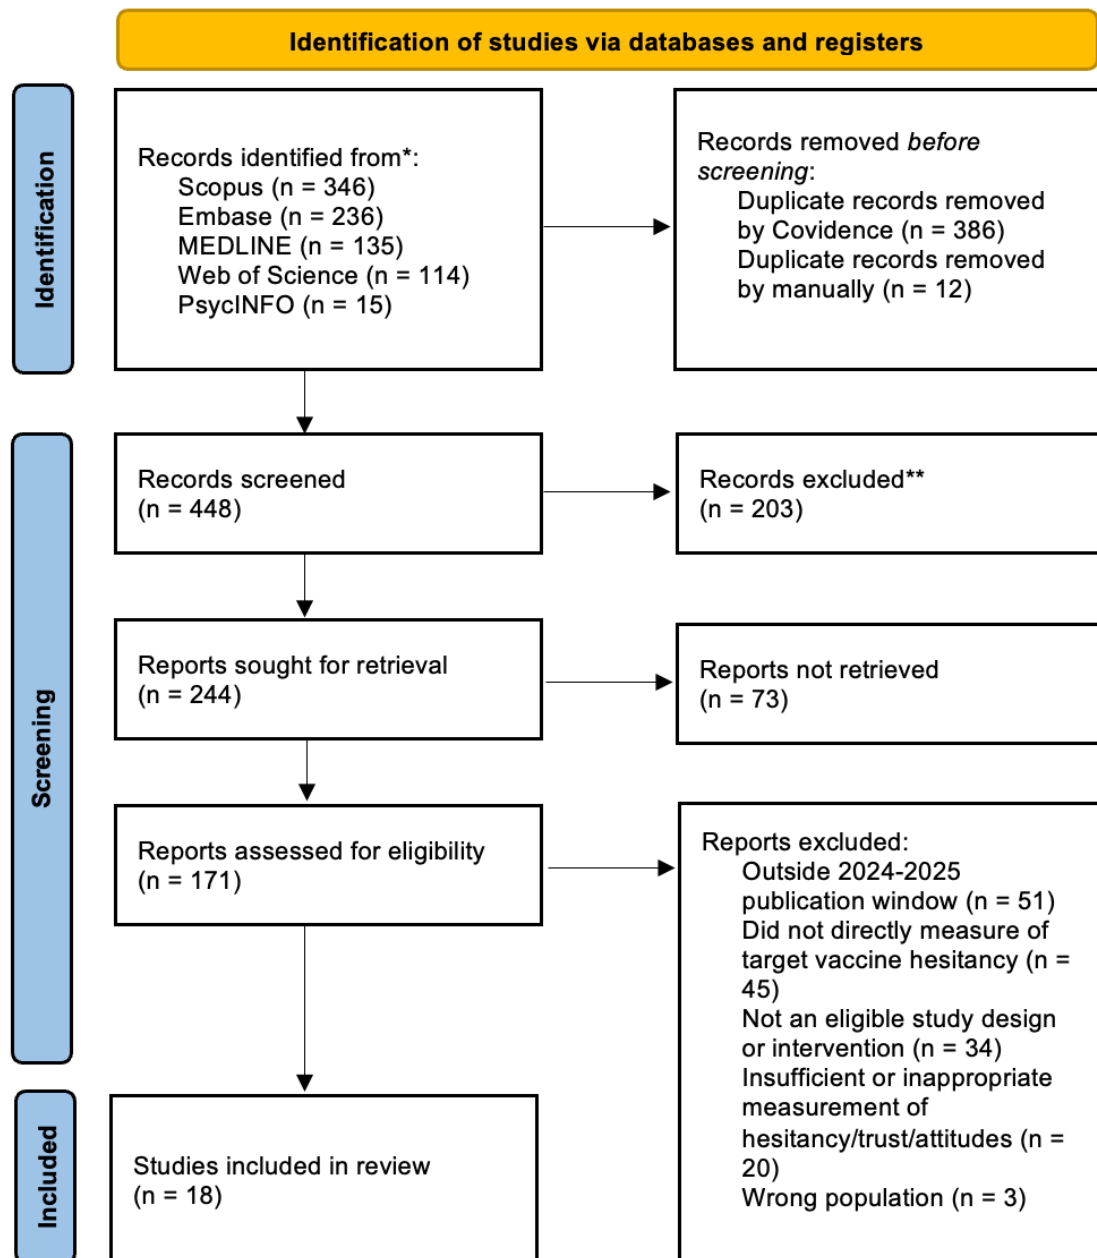 Identification of studies via databases and registers
Identification
Records identified from*:
Scopus (n = 346)
Embase (n = 236)
MEDLINE (n = 135)
Web of Science (n = 114)
PsycINFO (n = 15)
Records removed before
screening:
Duplicate records removed
by Covidence (n = 386)
Duplicate records removed
by manually (n = 12)
Screening
Records screened
(n = 448)
Records excluded**
(n = 203)
Reports sought for retrieval
(n = 244)
Reports not retrieved
(n = 73)
Reports assessed for eligibility
(n = 171)
Reports excluded:
Outside 2024-2025
publication window (n = 51)
Did not directly measure of
target vaccine hesitancy (n =
45)
Not an eligible study design
or intervention (n = 34)
Insufficient or inappropriate
measurement of
hesitancy/trust/attitudes (n =
20)
Wrong population (n = 3)
Included
Studies included in review
(n = 18)